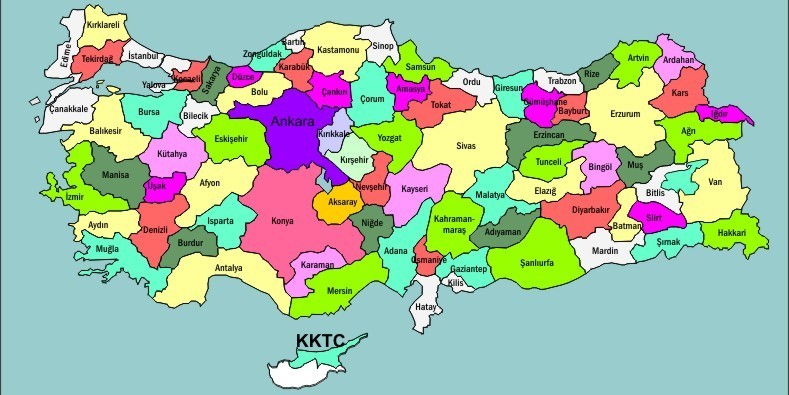 Kırklareli
Edirne
Tekirdağ
İstanbul
Kocaeli
Yalova
Sakarya
Düzce
Zonguldak
Bartın
Karabük
Kastamonu
Sinop
Samsun
Bolu
Çankırı
Çorum
Amasya
Tokat
Ordu
Giresun
Gümüşhane
Trabzon
Bayburt
Rize
Artvin
Ardahan
Kars
Iğdır
Erzurum
Ağrı
Çanakkale
Balıkesir
Bursa
Bilecik
Eskişehir
Ankara
Kırıkkale
Kırşehir
Yozgat
Sivas
Erzincan
Tunceli
Bingöl
Muş
Bitlis
Van
Kütahya
Manisa
Uşak
Afyon
İzmir
Aydın
Denizli
Muğla
Burdur
Isparta
Antalya
Konya
Aksaray
Nevşehir
Niğde
Kayseri
Karaman
Mersin
Adana
Osmaniye
Hatay
Kilis
Gaziantep
Kahraman-
maraş
Malatya
Adıyaman
Şanlıurfa
Elazığ
Diyarbakır
Batman
Siirt
Mardin
Şırnak
Hakkari
KKTC